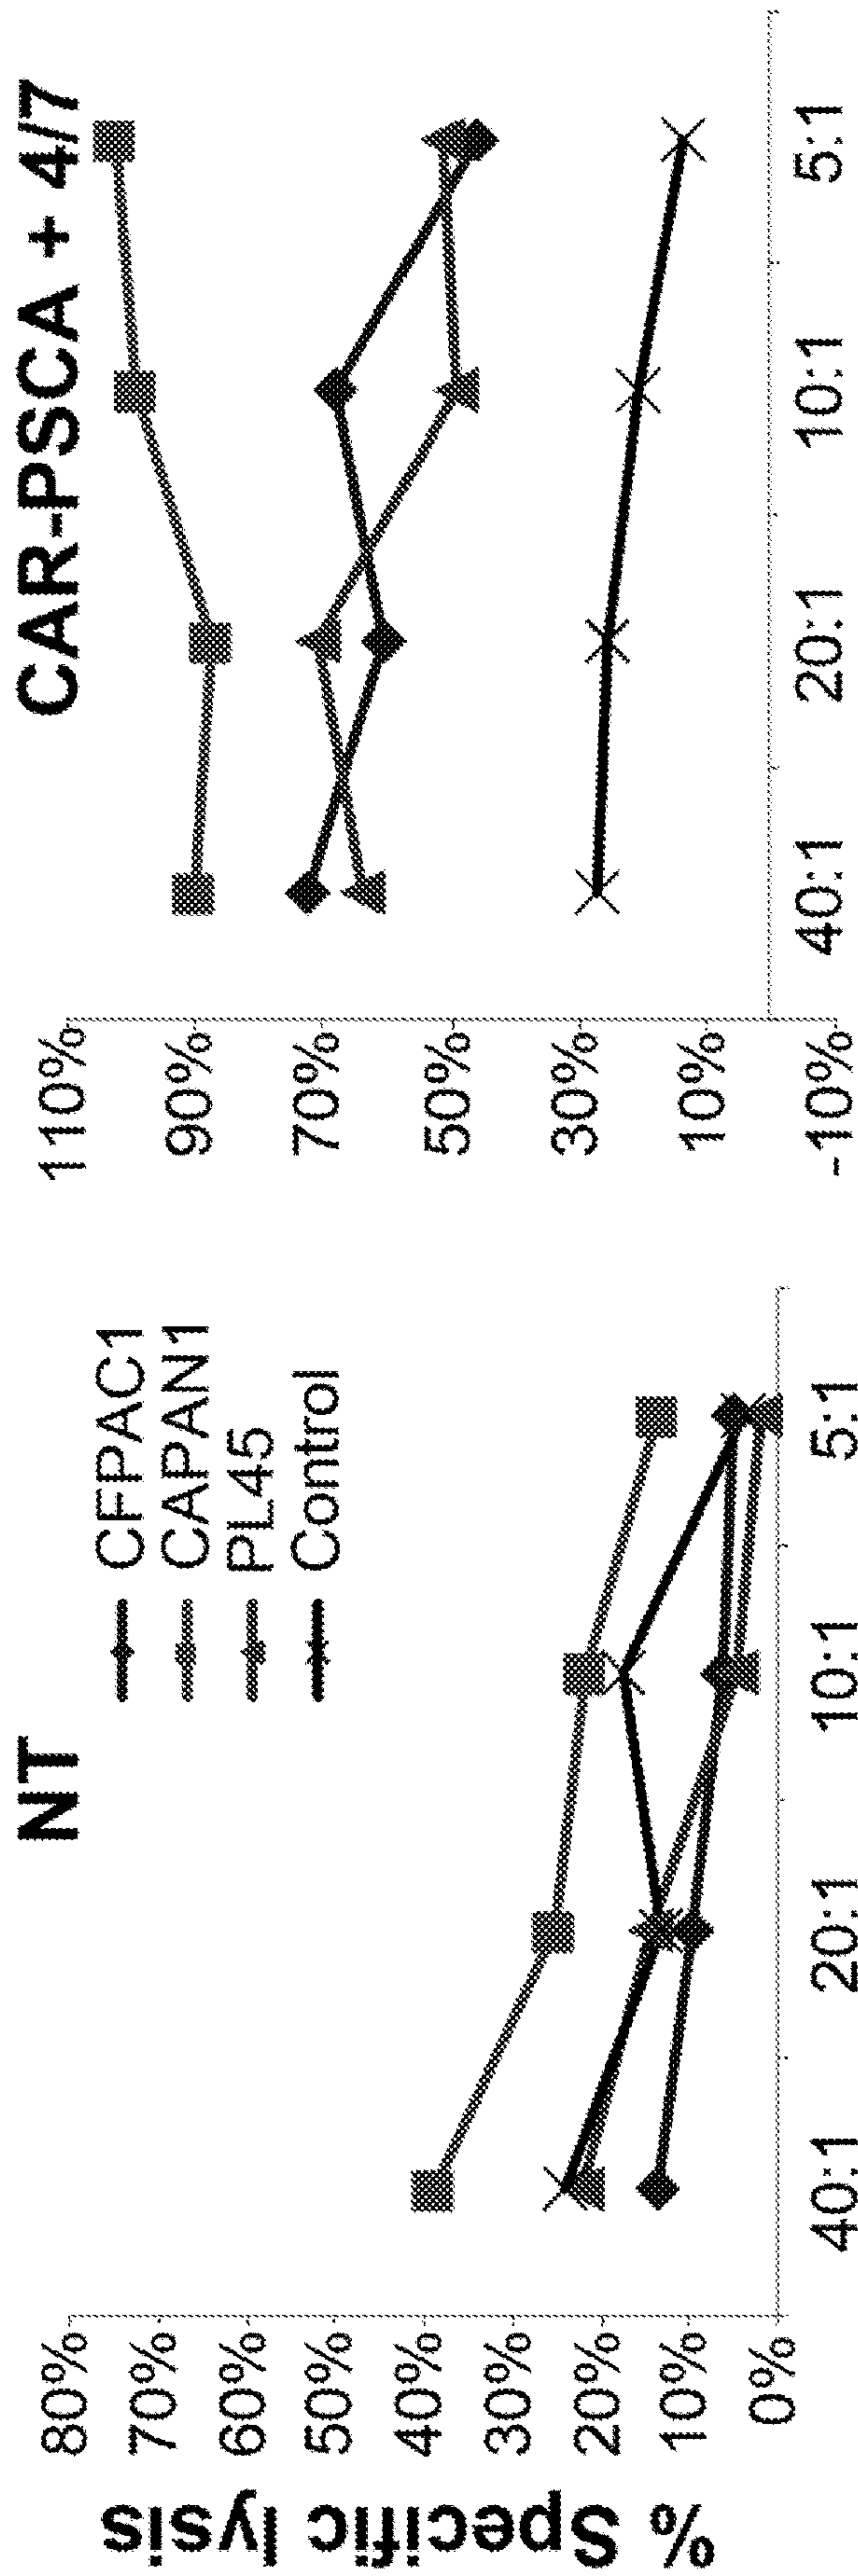 % Specific lysis
NT
80%
70%
60%
50%
40%
30%
20%
10%
0%
CFPAC1
CAPAN1
PL45
Control
40:1 20:1 10:1 5:1
CAR-PSCA + 4/7
110%
90%
70%
50%
30%
10%
-10%
40:1 20:1 10:1 5:1